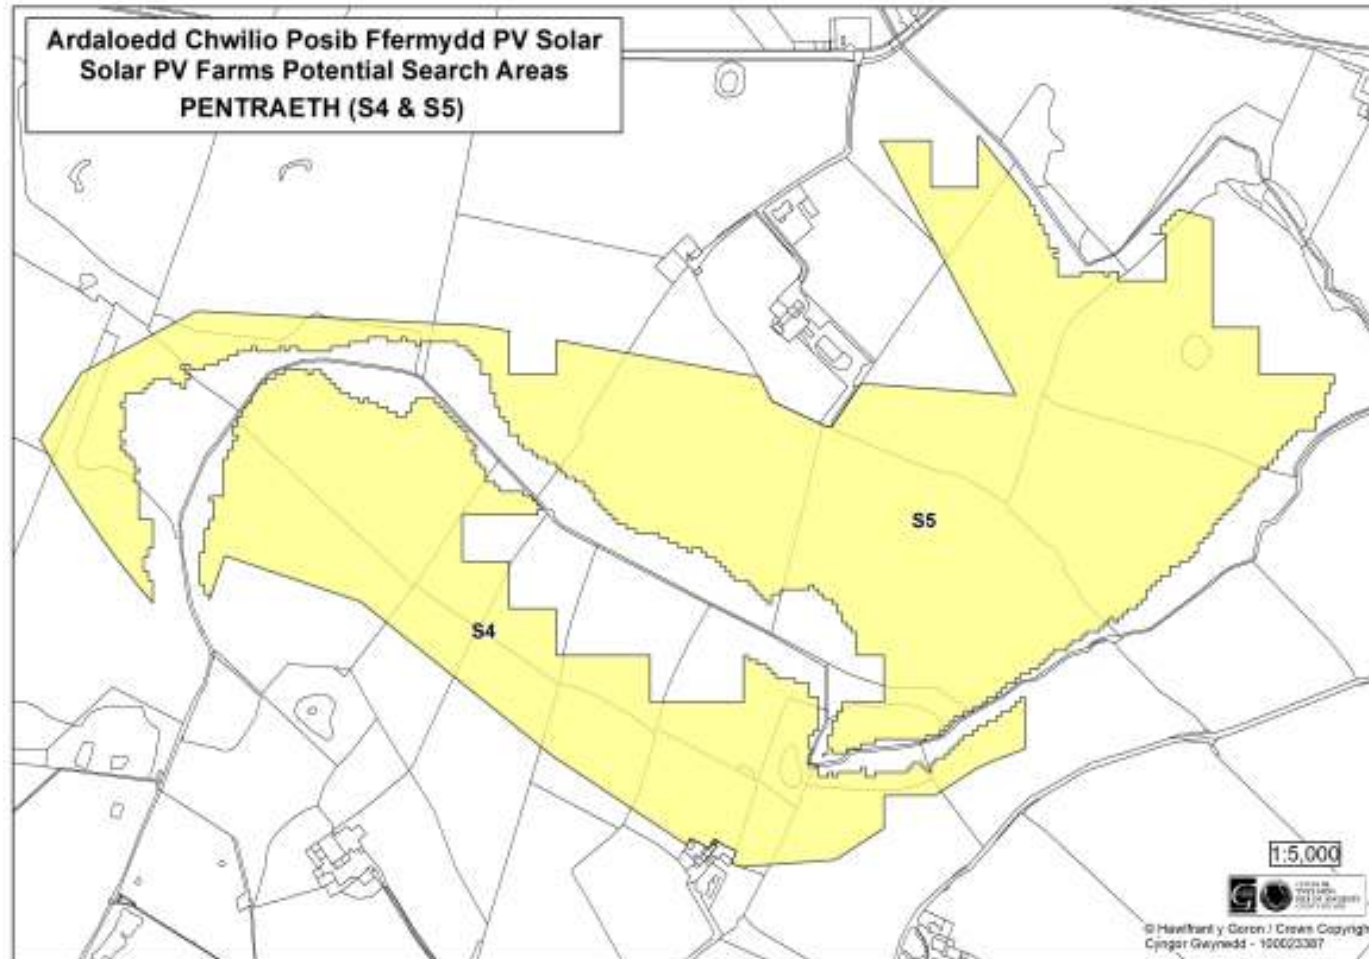 Ardaloedd Chwilio Posib Ffermydd PV Solar
Solar PV Farms Potential Search Areas
PENTRAETH (S4 & S5)
S5
S4
1:5,000
© Hawlfraint y Goron / Crown Copyright
Cyngor Gwynedd - 100023387